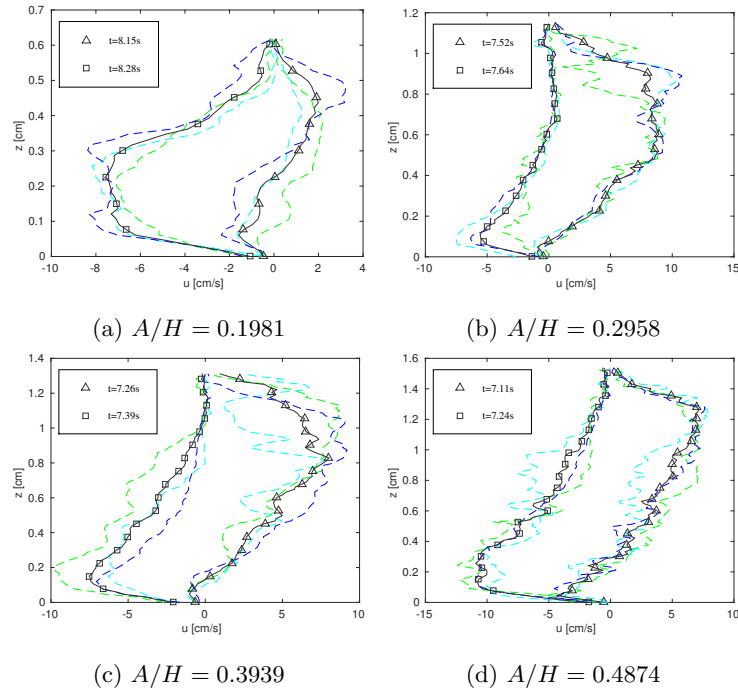 0.7
0.6
0.5
0.4
0.3
0.2
0.1
0
z [cm]
t=8.15s
t=8.28s
-10 -8 -6 -4 -2 0 2 4
u [cm/s]
(a) A/H = 0.1981
1.2
1
0.8
0.6
0.4
0.2
0
z [cm]
t=7.52s
t=7.64s
-10 -5 0 5 10 15
u [cm/s]
(b) A/H = 0.2958
1.4
1.2
1
0.8
0.6
0.4
0.2
0
z [cm]
t=7.26s
t=7.39s
-10 -5 0 5 10
u [cm/s]
(c) A/H = 0.3939
1.6
1.4
1.2
1
0.8
0.6
0.4
0.2
0
z [cm]
t=7.11s
t=7.24s
-15 -10 -5 0 5 10
u [cm/s]
(d) A/H = 0.4874